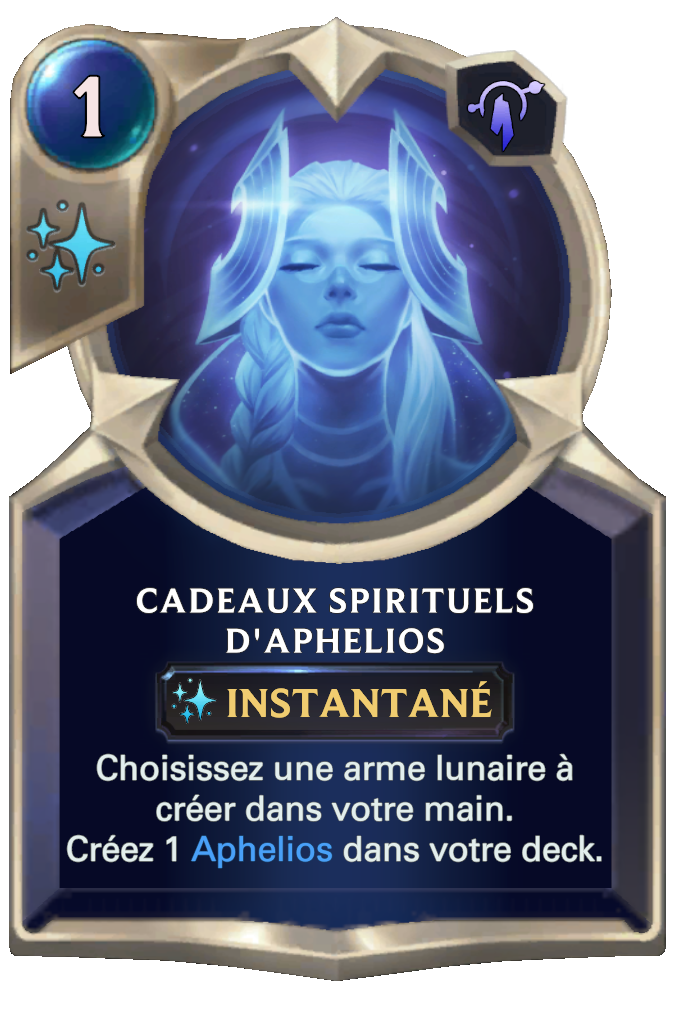 1
CADEAUX SPIRITUELS
D'APHELIOS
INSTANTANÉ
Choisissez une arme lunaire à
créer dans votre main.
Créez 1 Aphelios dans votre deck.